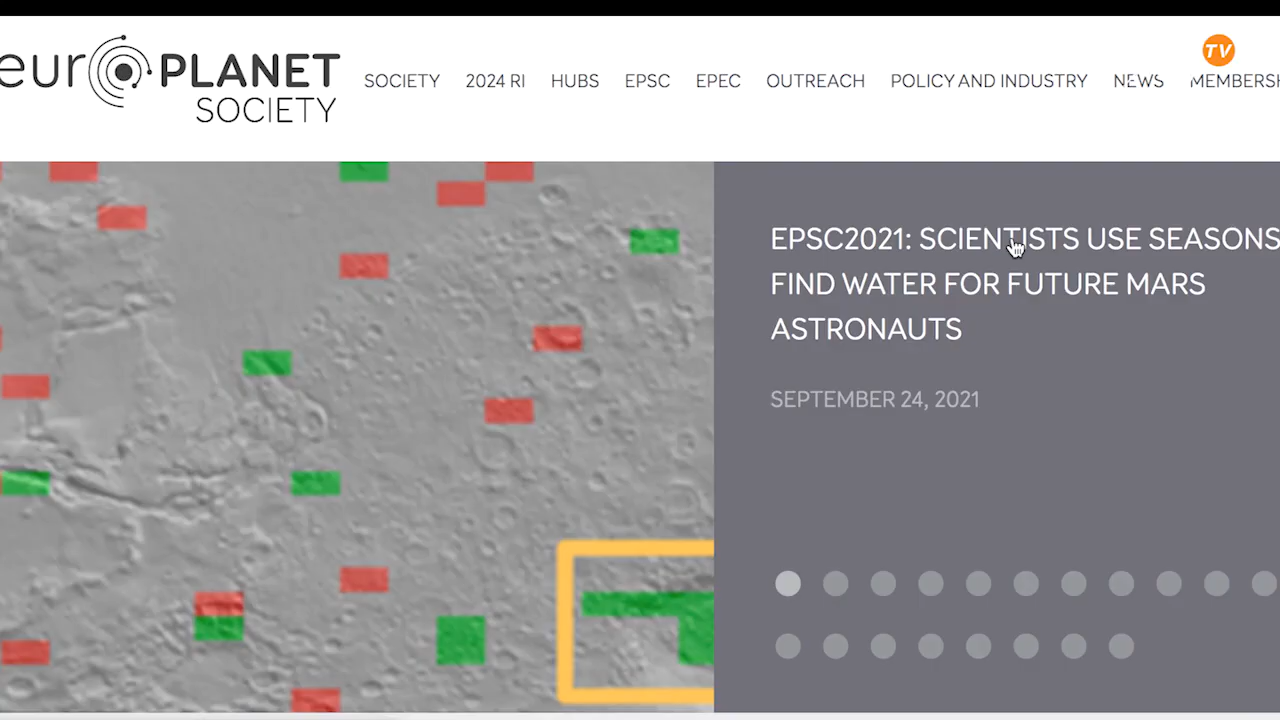 eur PLANET
SOCIETY
TV
SOCIETY 2024 RI HUBS EPSC EPEC OUTREACH POLICY AND INDUSTRY NEWS MEMBERSH
EPSC2021: SCIENTISTS USE SEASONS
FIND WATER FOR FUTURE MARS
ASTRONAUTS
SEPTEMBER 24, 2021